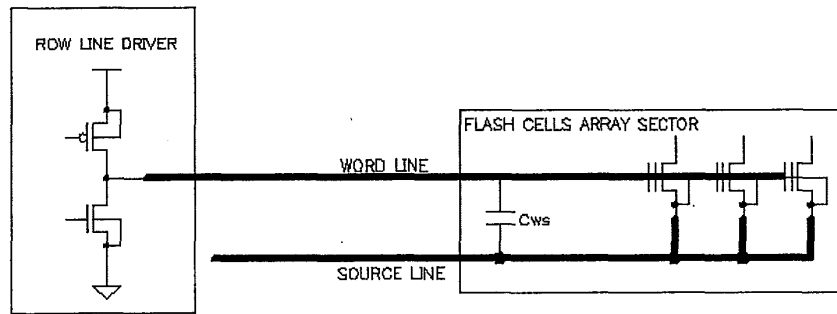 ROW LINE DRIVER
FLASH CELLS ARRAY SECTOR
WORD LINE
Cws
SOURCE LINE